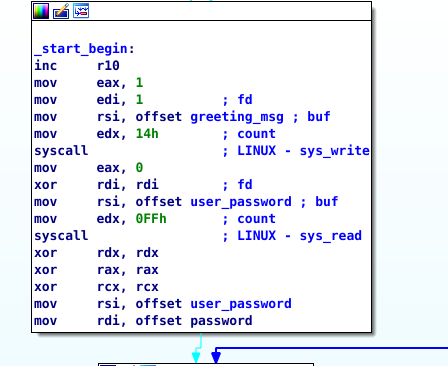 _start_begin:
inc r10
mov eax, 1
mov edi, 1 ; fd
mov rsi, offset greeting_msg ; buf
mov edx, 14h ; count
syscall ; LINUX - sys_write
mov eax, 0
xor rdi, rdi ; fd
mov rsi, offset user_password ; buf
mov edx, 0FFh ; count
syscall ; LINUX - sys_read
xor rdx, rdx
xor rax, rax
xor rcx, rcx
mov rsi, offset user_password
mov rdi, offset password